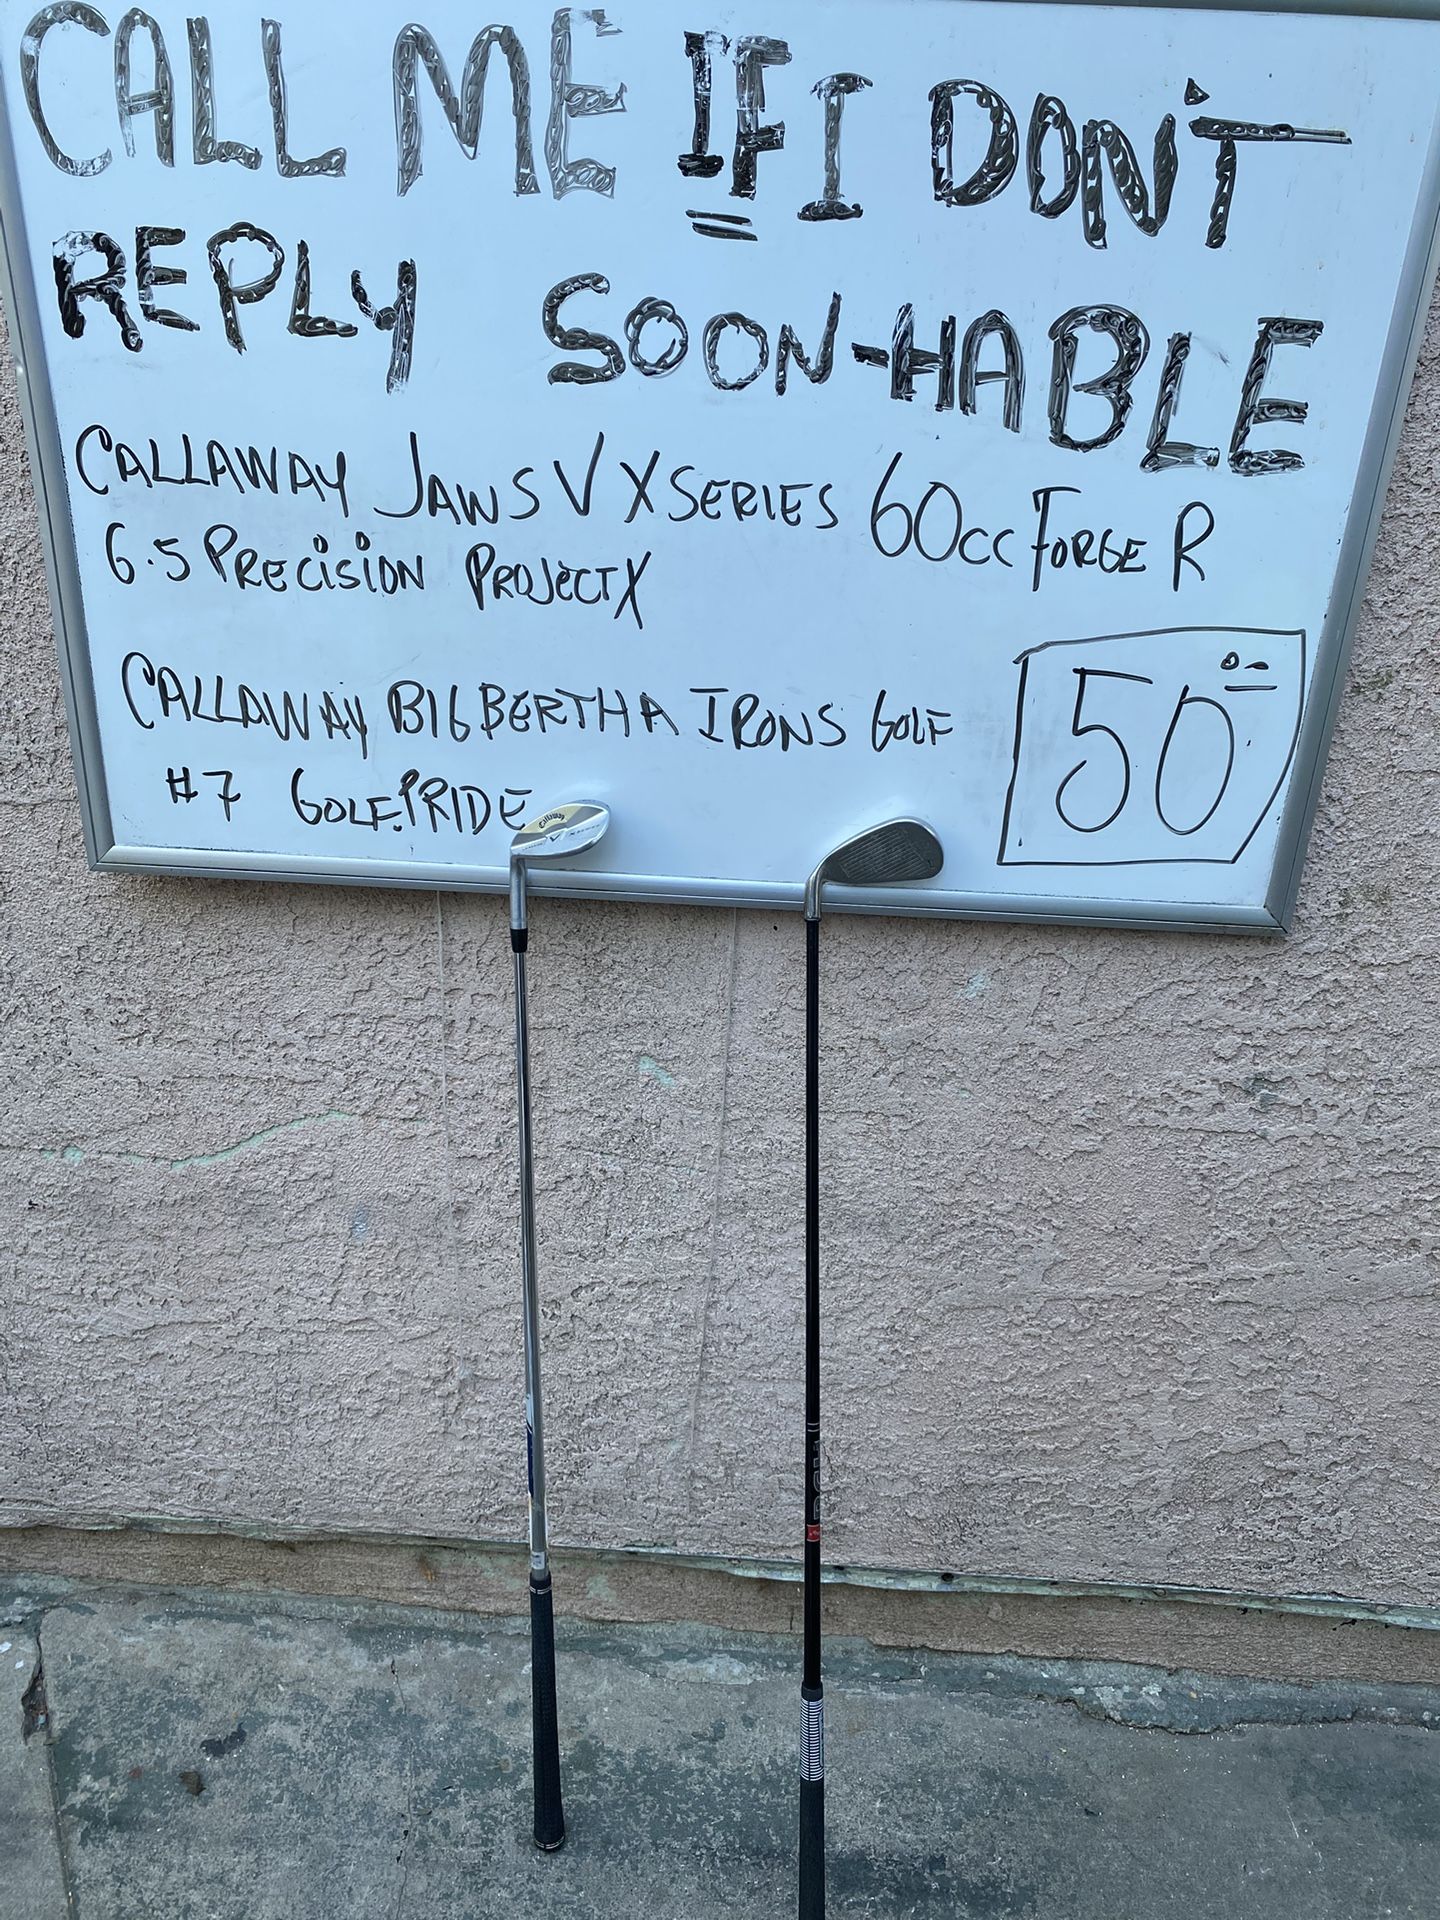 CALL ME IF I DON'T
REPLY SOON-HABLE
CALLAWAY JAWS V X SERIES 60cc FORGE R
6.5 PRECISION PROJECT X
CALLAWAY BIG BERTHA IRONS GOLF
#7 GOLF PRIDE
50
Callaway